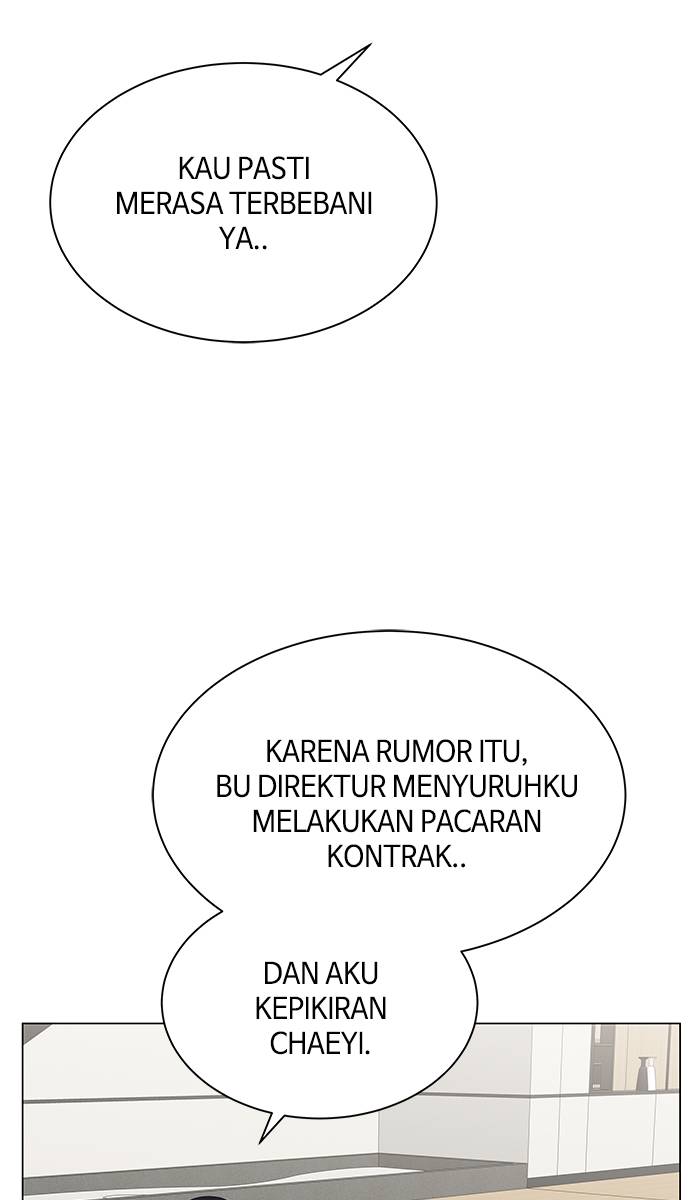 KAU PASTI
MERASA TERBEBANI
YA..
KARENA RUMOR ITU,
BU DIREKTUR MENYURUHKU
MELAKUKAN PACARAN
KONTRAK..
DAN AKU
KEPIKIRAN
CHAEYI.